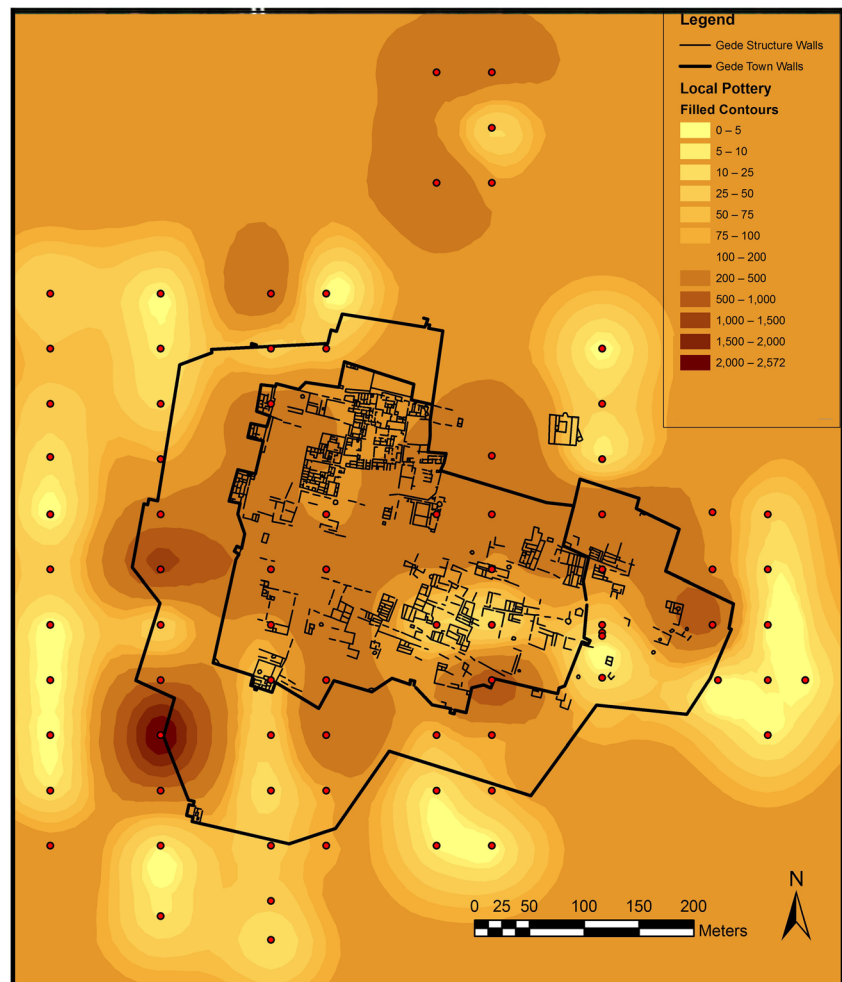 Legend
Gede Structure Walls
Gede Town Walls
Local Pottery
Filled Contours
0 – 5
5 – 10
10 – 25
25 – 50
50 – 75
75 – 100
100 – 200
200 – 500
500 – 1,000
1,000 – 1,500
1,500 – 2,000
2,000 – 2,572
N
0 25 50 100 150 200
Meters